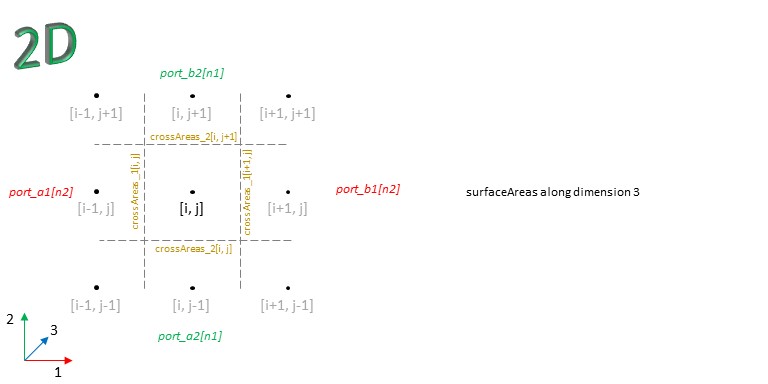 2D
port_b2[n1]
[i-1, j+1]
[i, j+1]
[i+1, j+1]
crossAreas_2[i, j+1]
crossAreas_1[i, j]
crossAreas_1[i+1, j]
port_a1[n2]
[i-1, j]
[i, j]
[i+1, j]
port_b1[n2]
surfaceAreas along dimension 3
crossAreas_2[i, j]
[i-1, j-1]
[i, j-1]
[i+1, j-1]
port_a2[n1]
2
3
1